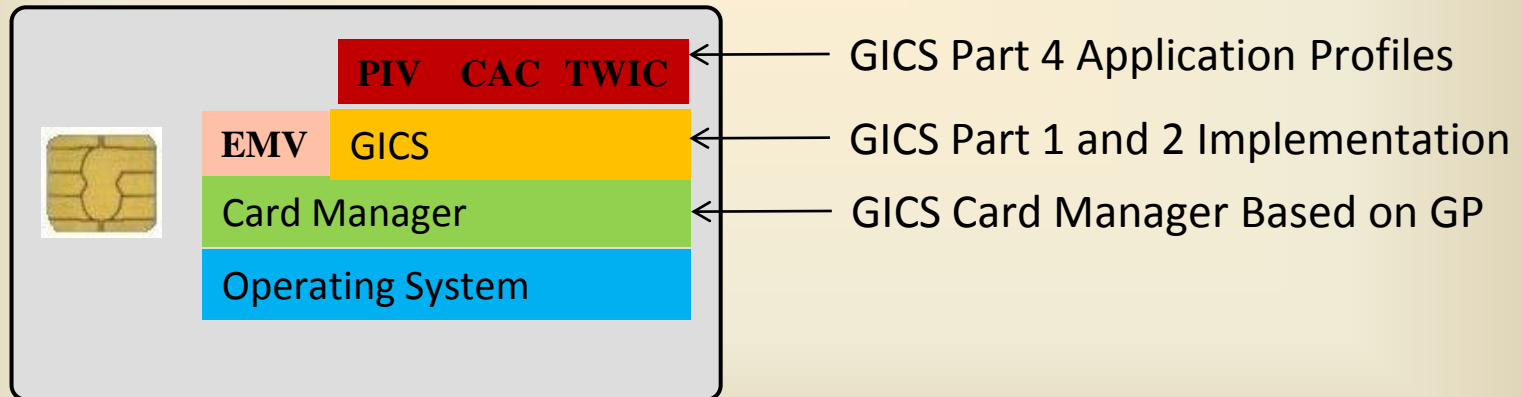 PIV CAC TWIC
GICS Part 4 Application Profiles
EMV GICS
GICS Part 1 and 2 Implementation
Card Manager
GICS Card Manager Based on GP
Operating System